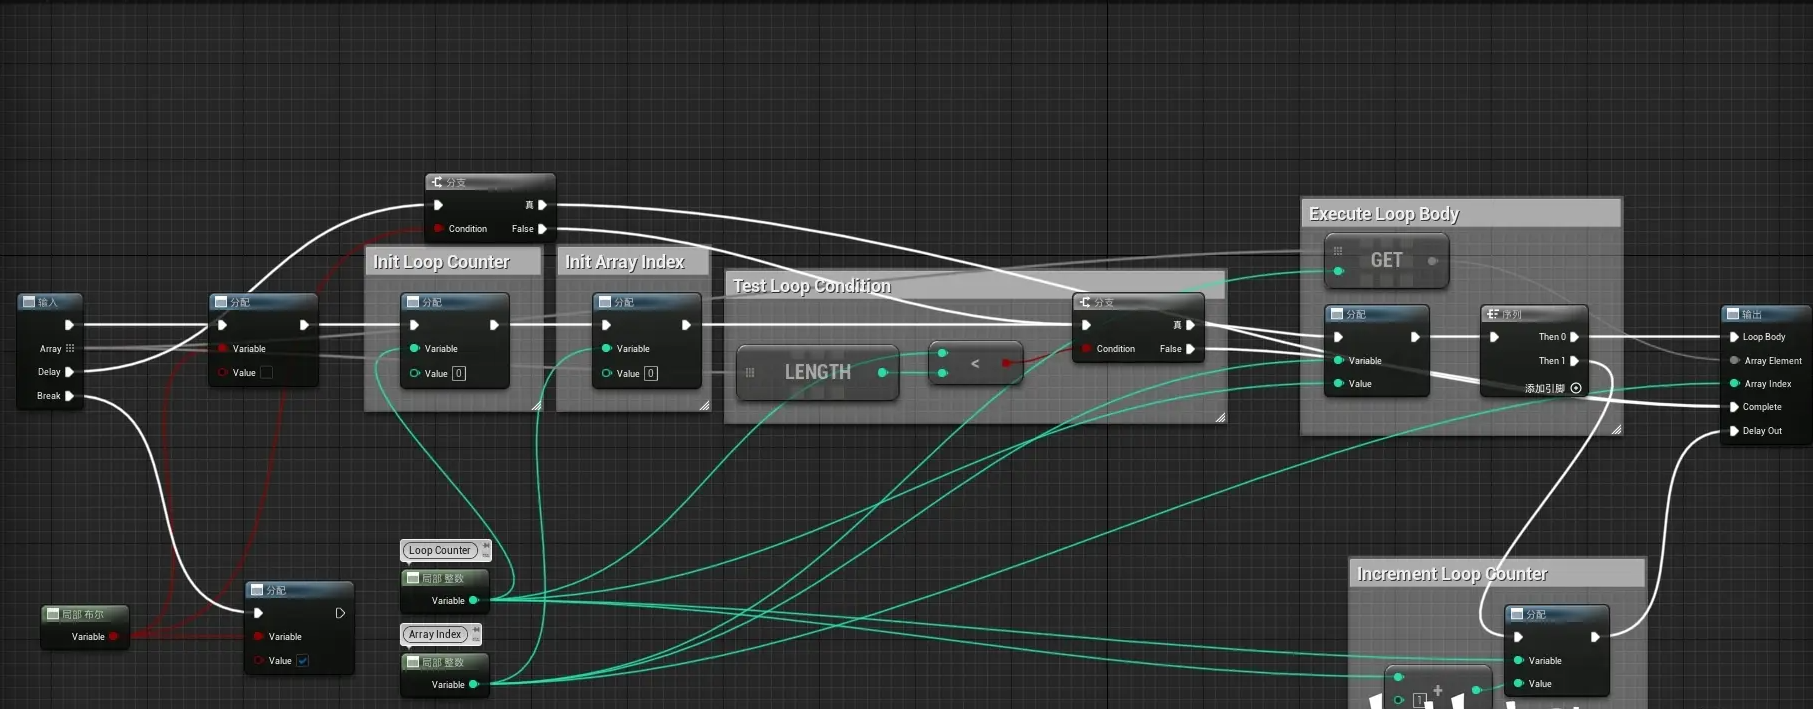 分支
Condition
真
False
Init Loop Counter
Init Array Index
Test Loop Condition
Execute Loop Body
GET
输入
Array
Delay
Break
分配
Variable
Value
分配
Variable
Value 0
分配
Variable
Value 0
LENGTH
<
分支
真
Condition
False
分配
Variable
Value
序列
Then 0
Then 1
添加引脚
输出
Loop Body
Array Element
Array Index
Complete
Delay Out
局部 布尔
Variable
分配
Variable
Value
Loop Counter
局部 整数
Variable
Array Index
局部 整数
Variable
Increment Loop Counter
分配
Variable
Value
1
+